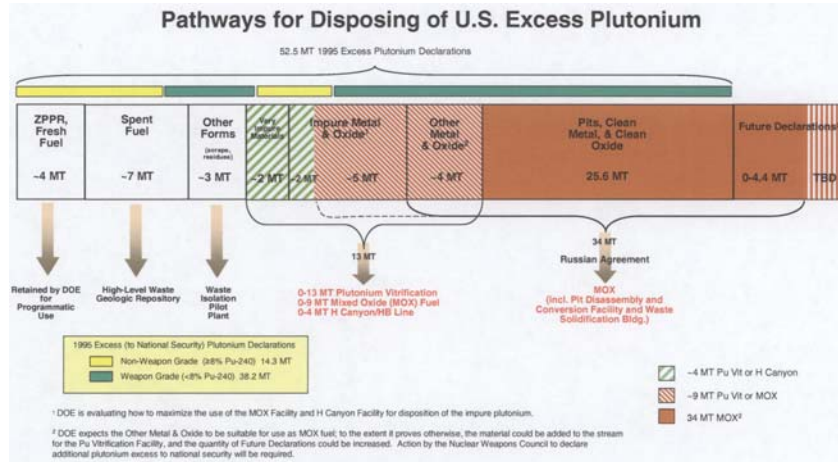 Pathways for Disposing of U.S. Excess Plutonium
52.5 MT 1995 Excess Plutonium Declarations
ZPPR,
Fresh
Fuel
~4 MT
Spent
Fuel
~7 MT
Other
Forms
(scraps,
residues)
~3 MT
Very
Impure
Materials
~2 MT
~2 MT
Impure Metal
& Oxide¹
~5 MT
Other
Metal
& Oxide²
~4 MT
Pits, Clean
Metal, & Clean
Oxide
25.6 MT
Future Declarations
0-4.4 MT
TBD
Retained by DOE
for
Programmatic
Use
High-Level Waste
Geologic Repository
Waste
Isolation
Pilot
Plant
13 MT
0-13 MT Plutonium Vitrification
0-9 MT Mixed Oxide (MOX) Fuel
0-4 MT H Canyon/HB Line
34 MT
Russian Agreement
MOX
(incl. Pit Disassembly and
Conversion Facility and Waste
Solidification Bldg.)
1995 Excess (to National Security) Plutonium Declarations
Non-Weapon Grade (≥8% Pu-240) 14.3 MT
Weapon Grade (<8% Pu-240) 38.2 MT
~4 MT Pu Vit or H Canyon
~9 MT Pu Vit or MOX
34 MT MOX²
¹ DOE is evaluating how to maximize the use of the MOX Facility and H Canyon Facility for disposition of the impure plutonium.
² DOE expects the Other Metal & Oxide to be suitable for use as MOX fuel; to the extent it proves otherwise, the material could be added to the stream
for the Pu Vitrification Facility, and the quantity of Future Declarations could be increased. Action by the Nuclear Weapons Council to declare
additional plutonium excess to national security will be required.